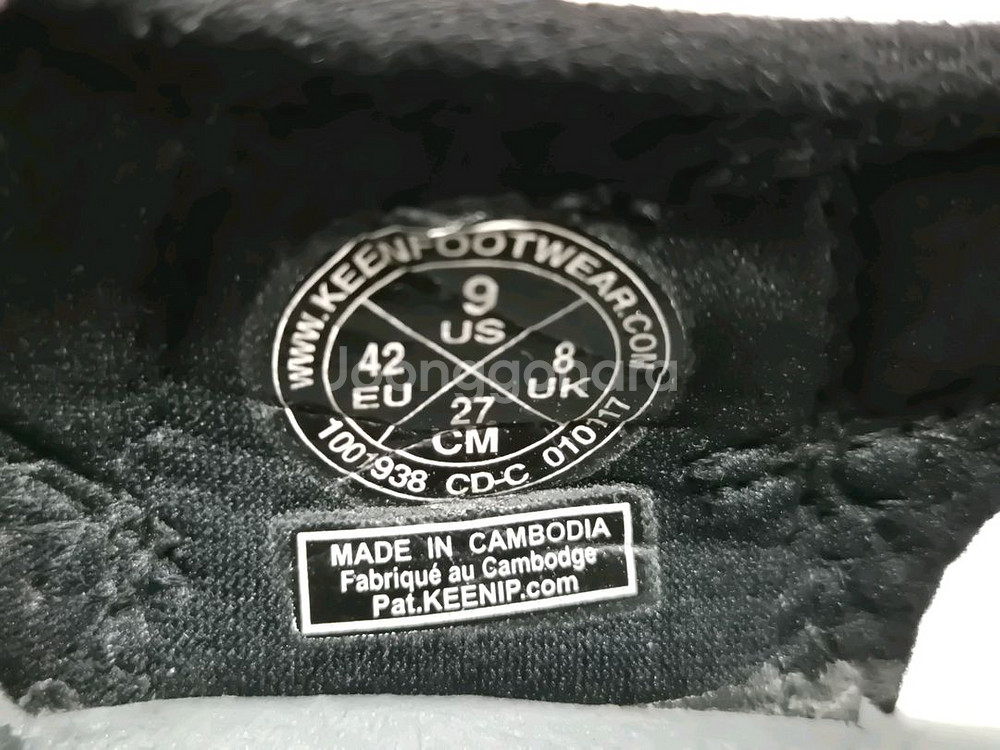 WWW.KEENFOOTWEAR.COM
9
US
42
EU
8
UK
27
CM
1001938 CD-C 010117
Joonggonara
MADE IN CAMBODIA
Fabriqué au Cambodge
Pat.KEENIP.com